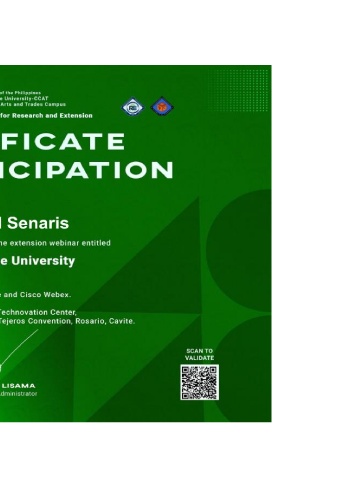 of the Philippines
e University-CCAT
Arts and Trades Campus
for Research and Extension
FICATE
ICIPATION
l Senaris
he extension webinar entitled
e University
e and Cisco Webex.
Technovation Center,
Tejeros Convention, Rosario, Cavite.
SCAN TO
VALIDATE
LISAMA
dministrator